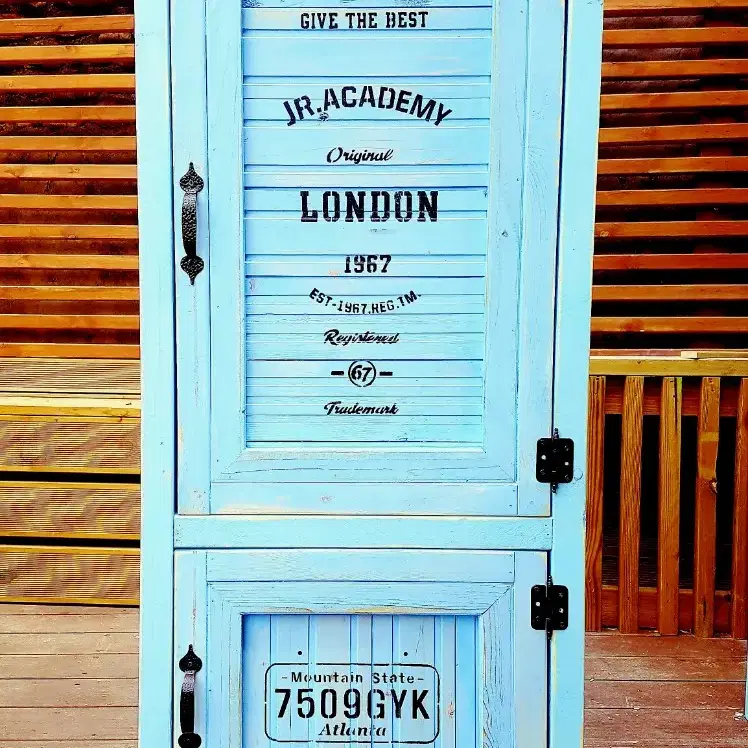 GIVE THE BEST
JR.ACADEMY
Original
LONDON
1967
EST-1967.REG.TM.
Registered
-67-
Trademark
-Mountain State-
7509GYK
Atlanta